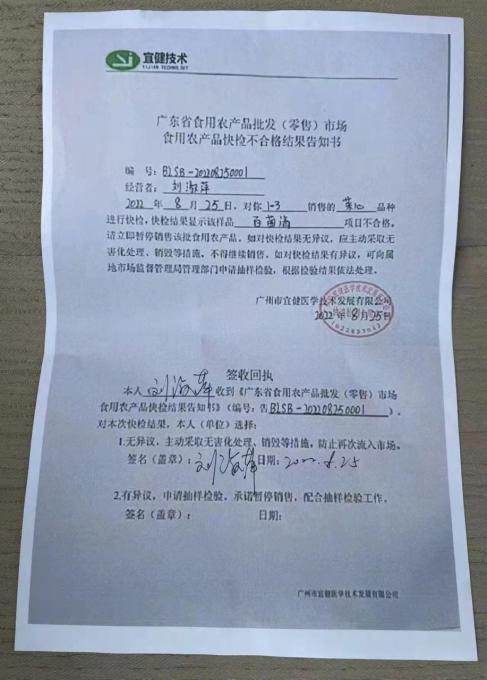 宜健技术
YIJIAN TECHNOLOGY
广东省食用农产品批发（零售）市场
食用农产品快检不合格结果告知书
编 号：BLSB-202208250001
经营者：刘淑萍
2022 年 8 月 25 日，对你 1-3 销售的 菜心 品种
进行快检，快检结果显示该样品 百菌清 项目不合格。
请立即暂停销售该批食用农产品，如对快检结果无异议，应主动采取无
害化处理、销毁等措施，不得继续销售。如对快检结果有异议，可向属
地市场监督管理局管理部门申请抽样检验，根据检验结果依法处理。
广州市宜健医学技术发展有限公司
2022年 8 月 25日
签收回执
本人 刘淑萍 收到《广东省食用农产品批发（零售）市场
食用农产品快检结果告知书》（编号：告BLSB-202208250001），
对本次快检结果，本人（单位）选择：
1.无异议，主动采取无害化处理、销毁等措施，防止再次流入市场。
签名（盖章）：刘淑萍 日期：2022.8.25
2.有异议，申请抽样检验，承诺暂停销售，配合抽样检验工作。
签名（盖章）： 日期：
广州市宜健医学技术发展有限公司